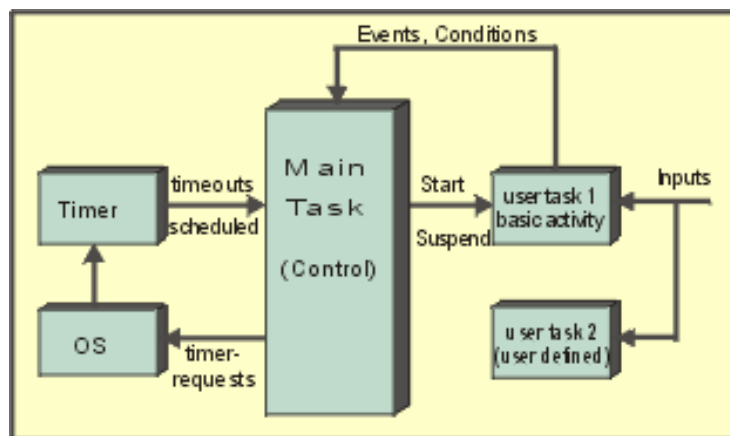 Events, Conditions
Main
Task
(Control)
timeouts
scheduled
Timer
Start
Suspend
user task 1
basic activity
Inputs
OS
timer-
requests
user task 2
(user defined)